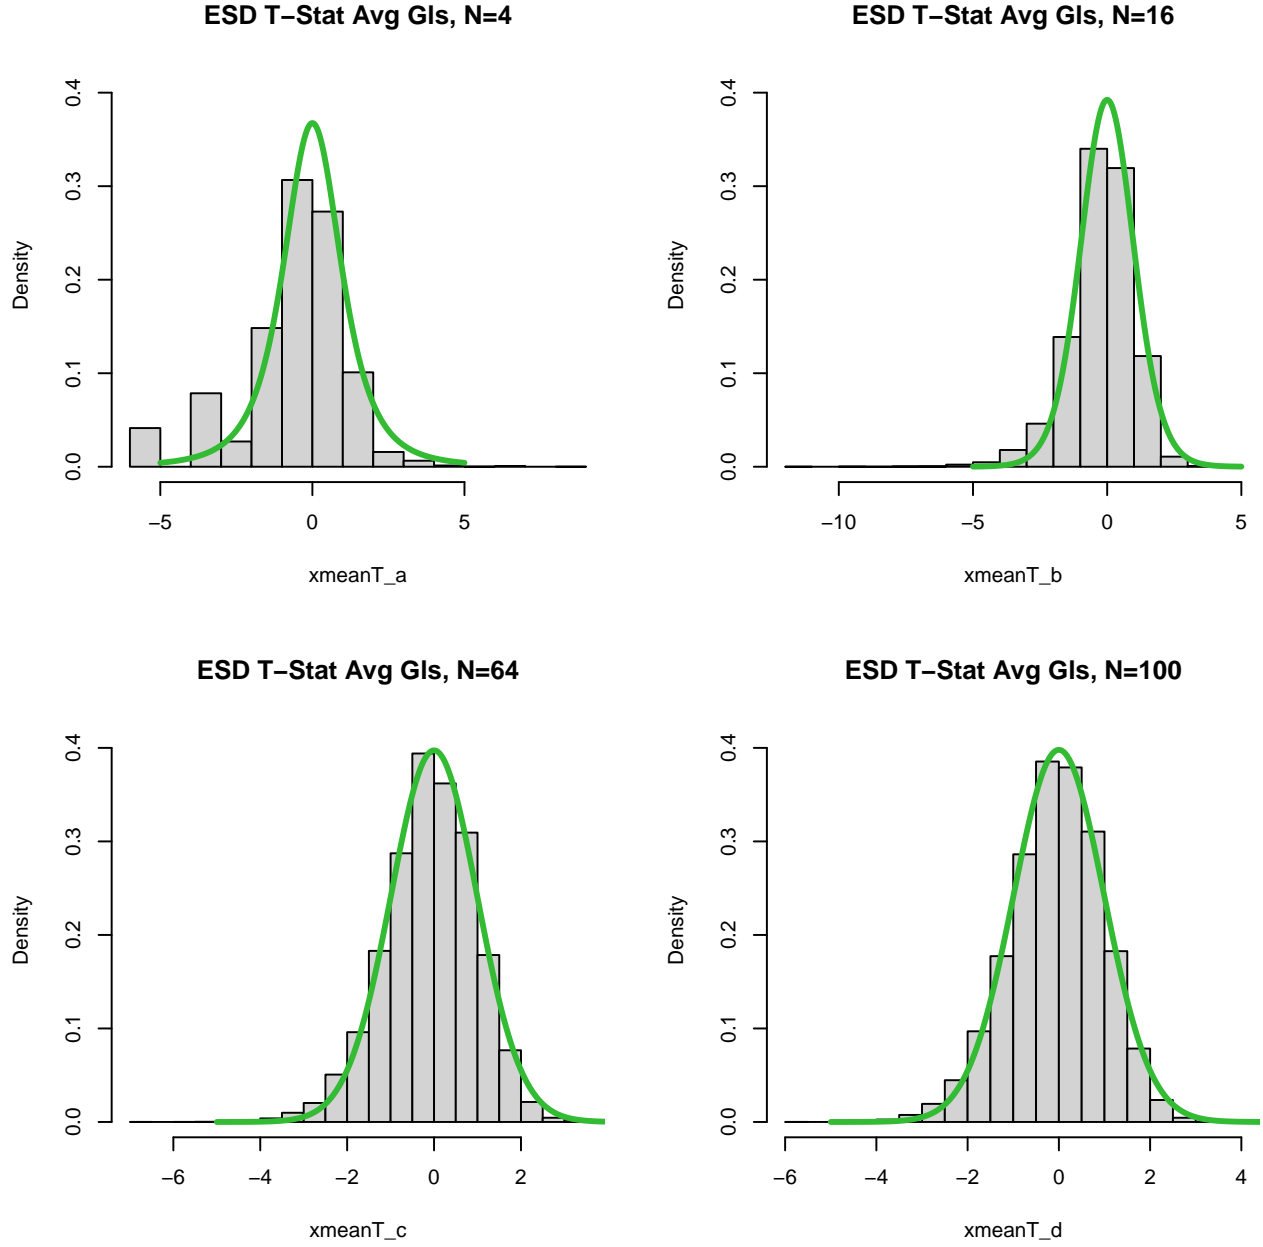 ESD T−Stat Avg Gls, N=4
Density
0.0 0.1 0.2 0.3 0.4
−5 0 5
xmeanT_a
ESD T−Stat Avg Gls, N=16
Density
0.0 0.1 0.2 0.3 0.4
−10 −5 0 5
xmeanT_b
ESD T−Stat Avg Gls, N=64
Density
0.0 0.1 0.2 0.3 0.4
−6 −4 −2 0 2
xmeanT_c
ESD T−Stat Avg Gls, N=100
Density
0.0 0.1 0.2 0.3 0.4
−6 −4 −2 0 2 4
xmeanT_d